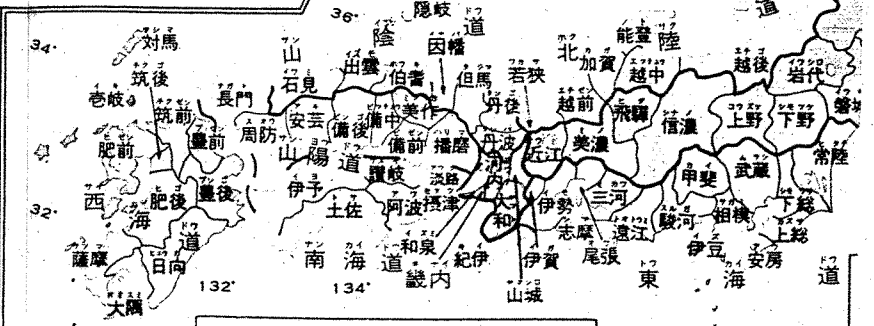 36°
34°
32°
132°
134°
隠岐
対馬
壱岐
筑後
筑前
肥前
豊前
豊後
肥後
日向
薩摩
大隅
西海道
長門
周防
石見
安芸
出雲
備後
備中
備前
伯耆
美作
因幡
播磨
但馬
山陰道
山陽道
伊予
土佐
讃岐
阿波
淡路
紀伊
南海道
丹後
丹波
摂津
河内
和泉
大和
山城
畿内
若狭
越前
加賀
能登
越中
越後
北陸道
近江
美濃
飛騨
信濃
上野
下野
岩代
磐城
伊賀
伊勢
志摩
尾張
三河
遠江
駿河
甲斐
伊豆
相模
武蔵
安房
上総
下総
常陸
東海道
道